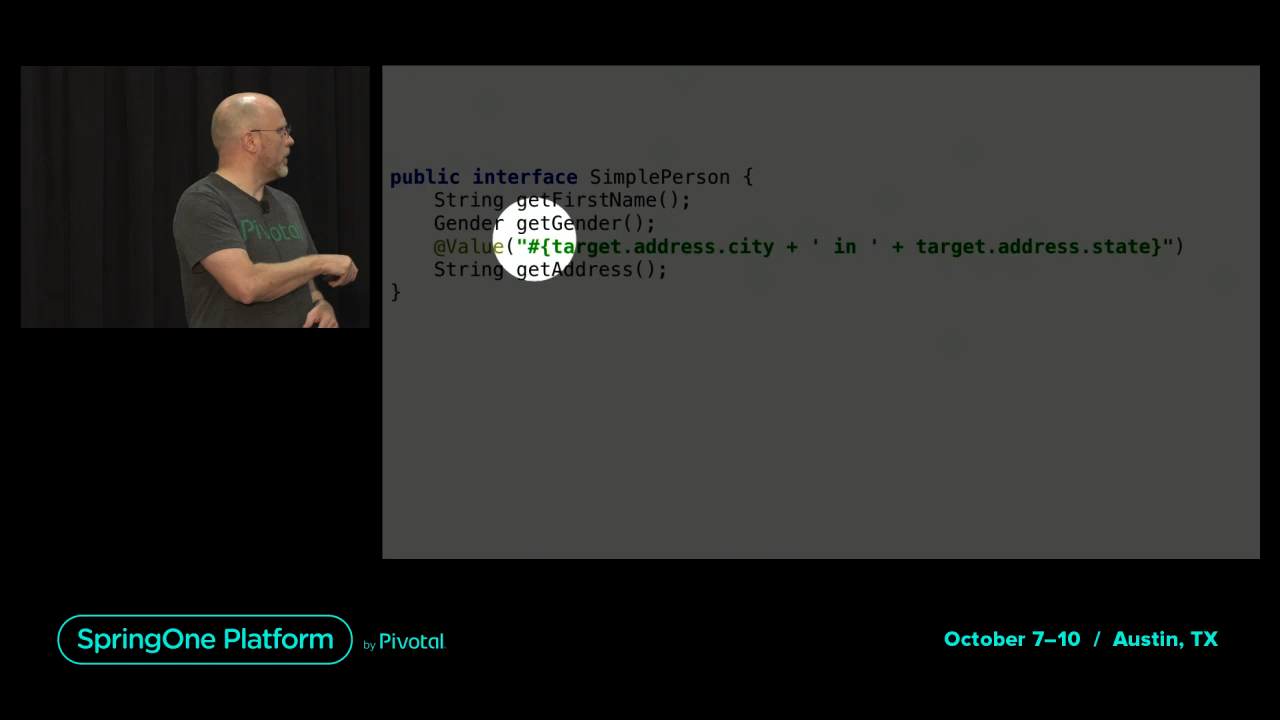 Pivotal
public interface SimplePerson {
String getFirstName();
Gender getGender();
@Value("#{target.address.city + ' in ' + target.address.state}")
String getAddress();
}
SpringOne Platform
by Pivotal
October 7–10 / Austin, TX